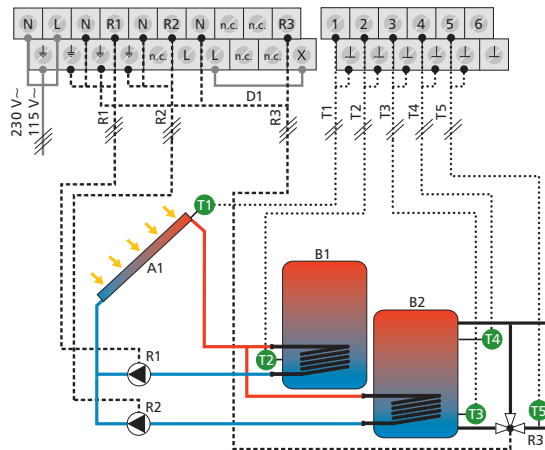 N L N R1 N R2 N n.c. n.c. R3
n.c. L L n.c. n.c. X
1 2 3 4 5 6
D1
230 V~
115 V~
R1
R2
R3
T1
T2
T3
T4
T5
T1
A1
B1
B2
R1
T2
T4
R2
T3
T5
R3